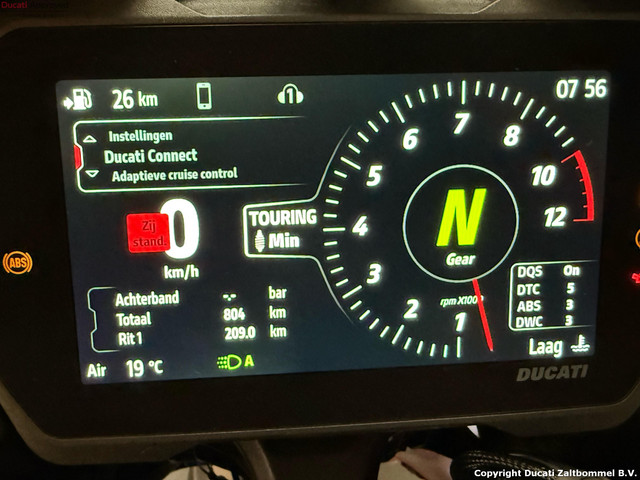 Ducati
26 km
1
07 56
Instellingen
Ducati Connect
Adaptieve cruise control
Zij
stand
0
km/h
TOURING
Min
N
Gear
rpm X1000
1
2
3
4
5
6
7
8
10
12
DQS On
DTC 5
ABS 3
DWC 3
Achterband -.- bar
Totaal 804 km
Rit 1 209.0 km
Air 19 °C
A
Laag
ABS
DUCATI
Copyright Ducati Zaltbommel B.V.